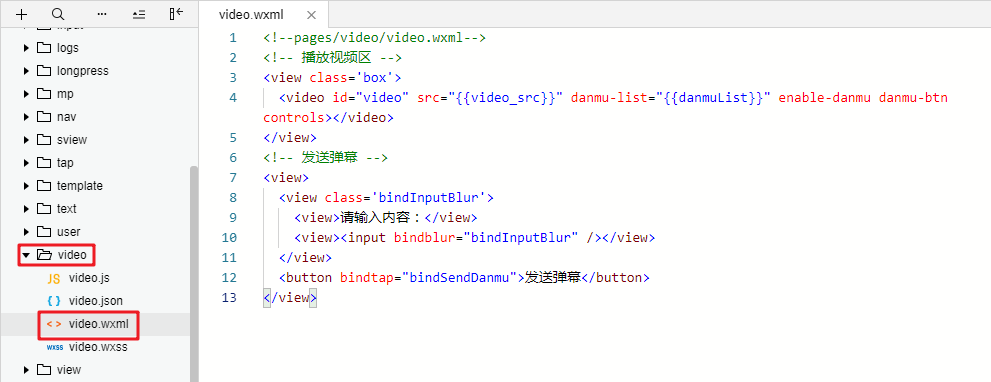 video.wxml
input
logs
longpress
mp
nav
sview
tap
template
text
user
video
JS video.js
{ } video.json
< > video.wxml
wxss video.wxss
view
1 <!--pages/video/video.wxml-->
2 <!-- 播放视频区 -->
3 <view class='box'>
4 <video id="video" src="{{video_src}}" danmu-list="{{danmuList}}" enable-danmu danmu-btn
controls></video>
5 </view>
6 <!-- 发送弹幕 -->
7 <view>
8 <view class='bindInputBlur'>
9 <view>请输入内容：</view>
10 <view><input bindblur="bindInputBlur" /></view>
11 </view>
12 <button bindtap="bindSendDanmu">发送弹幕</button>
13 </view>